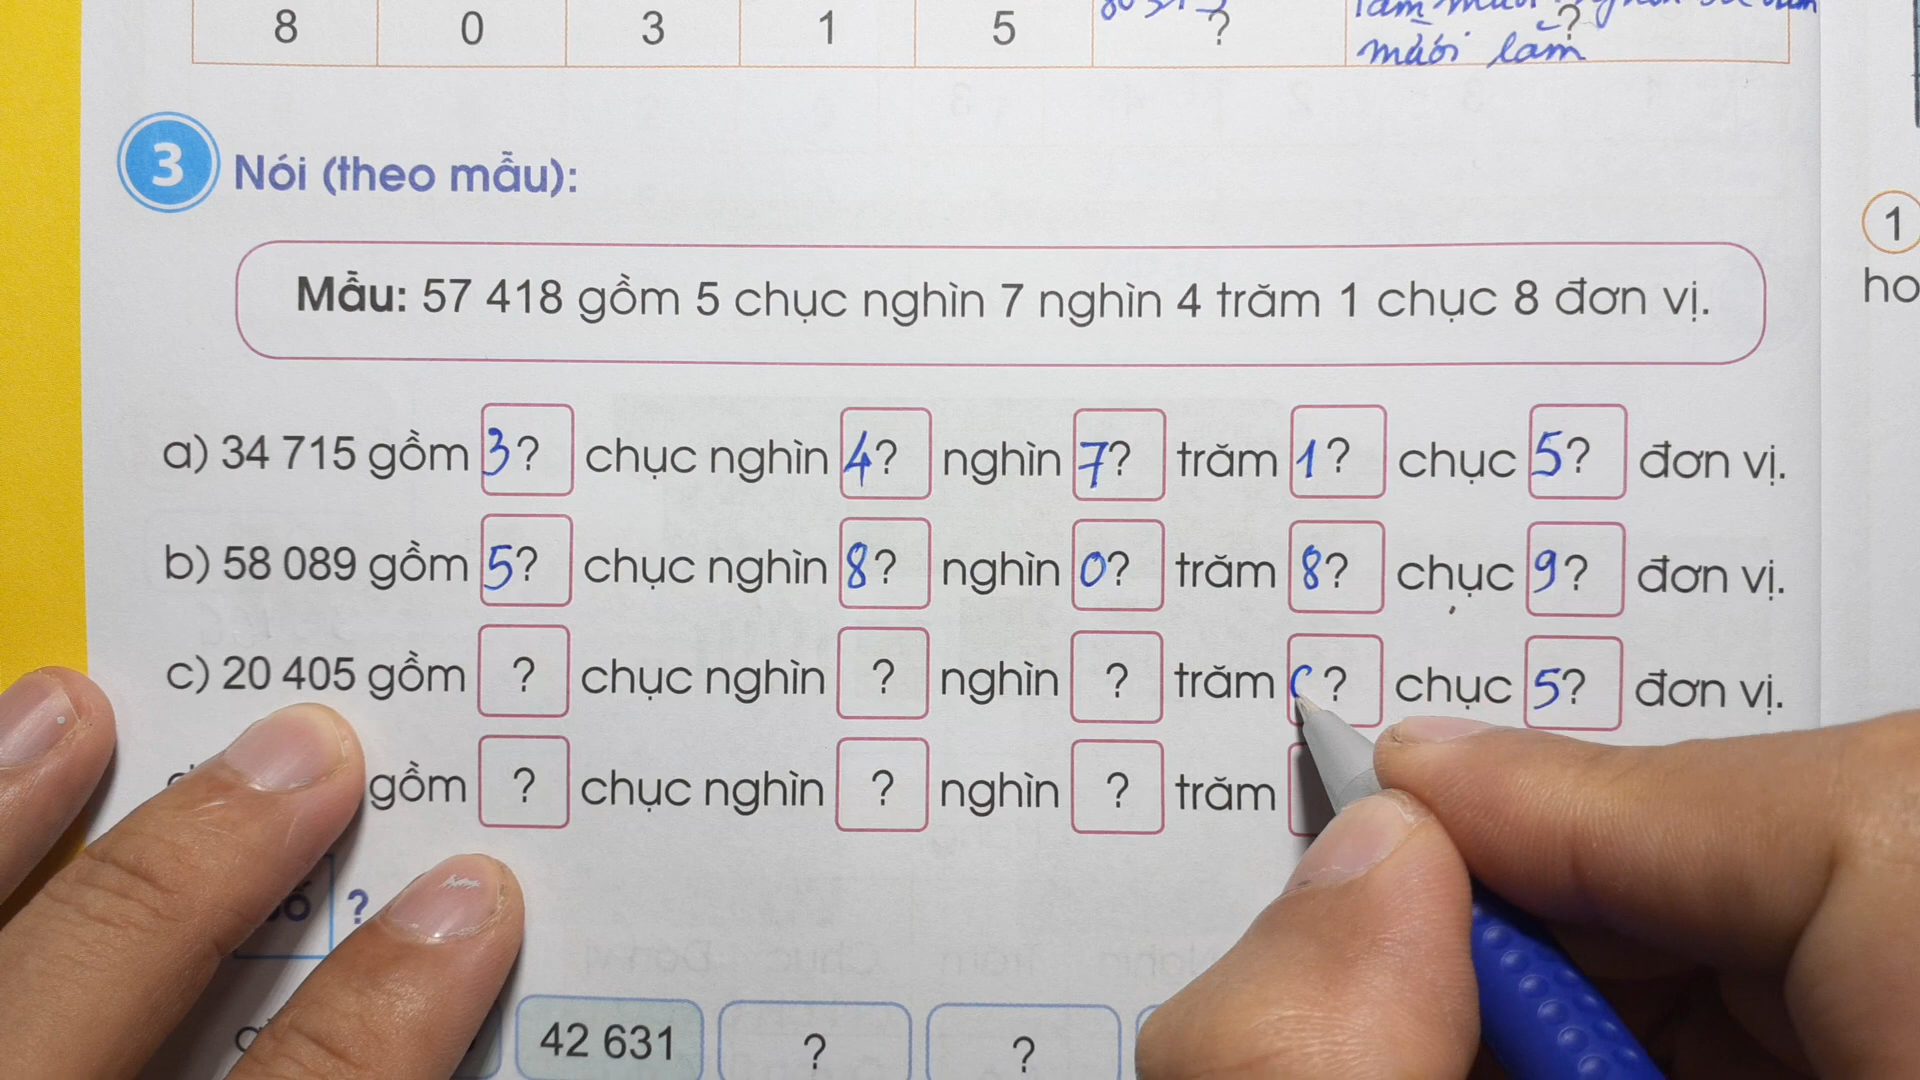 8 0 3 1 5 ? ?
mười lăm
3 Nói (theo mẫu):
Mẫu: 57 418 gồm 5 chục nghìn 7 nghìn 4 trăm 1 chục 8 đơn vị.
a) 34 715 gồm 3? chục nghìn 4? nghìn 7? trăm 1? chục 5? đơn vị.
b) 58 089 gồm 5? chục nghìn 8? nghìn 0? trăm 8? chục 9? đơn vị.
c) 20 405 gồm ? chục nghìn ? nghìn ? trăm ? chục 5? đơn vị.
gồm ? chục nghìn ? nghìn ? trăm
?
42 631 ? ?
1
ho